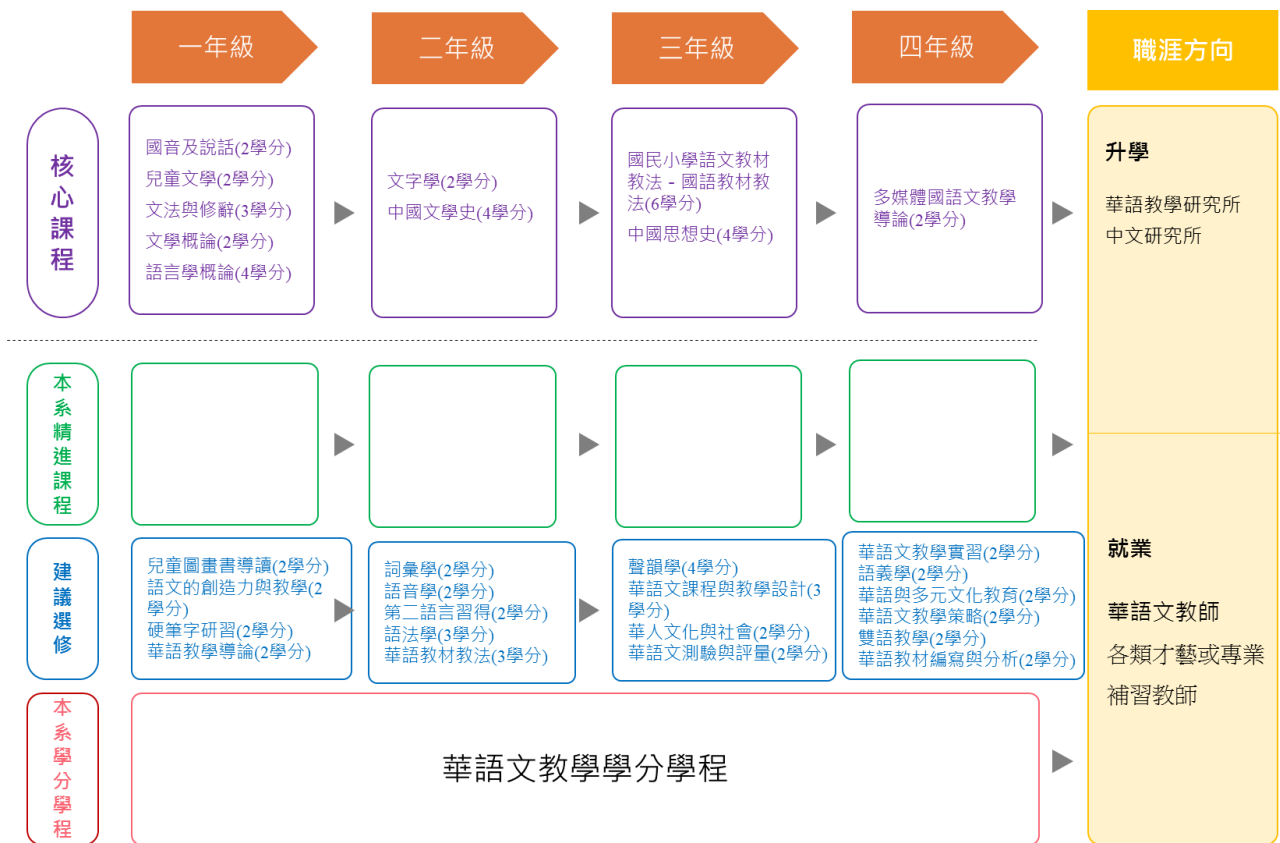 一年級
二年級
三年級
四年級
職涯方向
核心課程
國音及說話(2學分)
兒童文學(2學分)
文法與修辭(3學分)
文學概論(2學分)
語言學概論(4學分)
文字學(2學分)
中國文學史(4學分)
國民小學語文教材
教法 - 國語教材教
法(6學分)
中國思想史(4學分)
多媒體國語文教學
導論(2學分)
升學
華語教學研究所
中文研究所
本系精進課程
建議選修
兒童圖畫書導讀(2學分)
語文的創造力與教學(2
學分)
硬筆字研習(2學分)
華語教學導論(2學分)
詞彙學(2學分)
語音學(2學分)
第二語言習得(2學分)
語法學(3學分)
華語教材教法(3學分)
聲韻學(4學分)
華語文課程與教學設計(3
學分)
華人文化與社會(2學分)
華語文測驗與評量(2學分)
華語文教學實習(2學分)
語義學(2學分)
華語與多元文化教育(2學分)
華語文教學策略(2學分)
雙語教學(2學分)
華語教材編寫與分析(2學分)
就業
華語文教師
各類才藝或專業
補習教師
本系學分學程
華語文教學學分學程